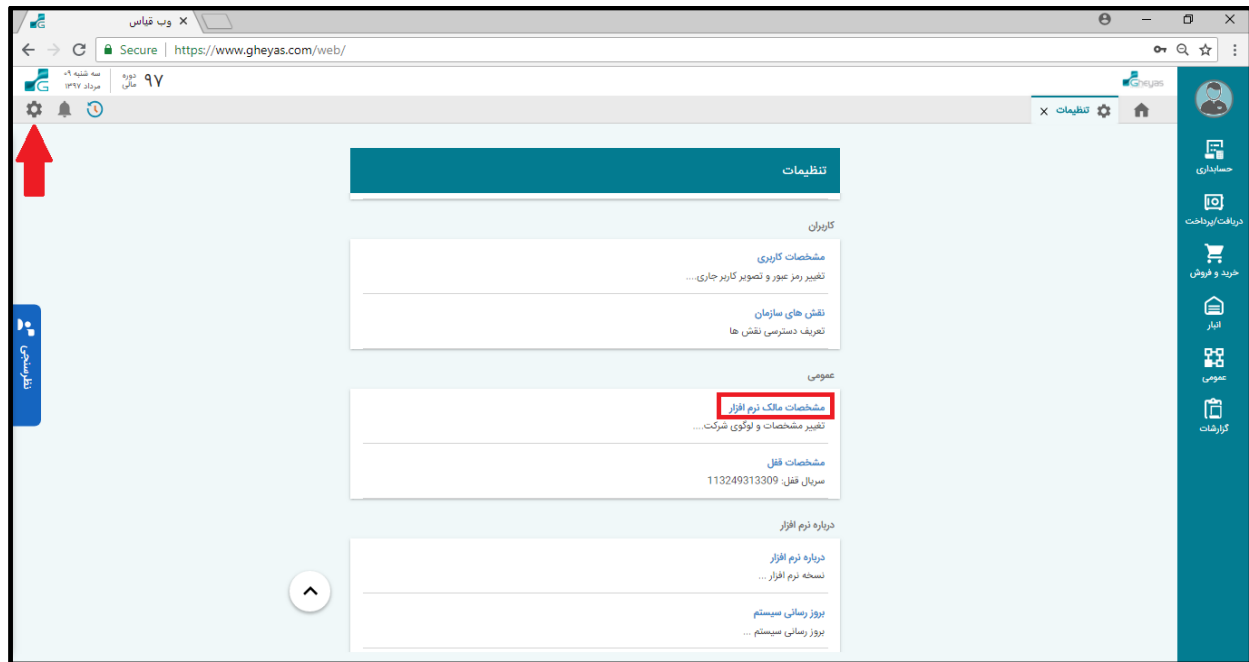 وب قیاس
Secure | https://www.gheyas.com/web/
سه شنبه ۰۹
مرداد ۱۳۹۷
دوره
مالی
۹۷
Gheyas
تنظیمات
تنظیمات
کاربران
مشخصات کاربری
تغییر رمز عبور و تصویر کاربر جاری....
نقش های سازمان
تعریف دسترسی نقش ها
عمومی
مشخصات مالک نرم افزار
تغییر مشخصات و لوگوی شرکت....
مشخصات قفل
سریال قفل: 113249313309
درباره نرم افزار
درباره نرم افزار
نسخه نرم افزار ...
بروز رسانی سیستم
بروز رسانی سیستم ...
حسابداری
دریافت/پرداخت
خرید و فروش
انبار
عمومی
گزارشات
نظرسنجی